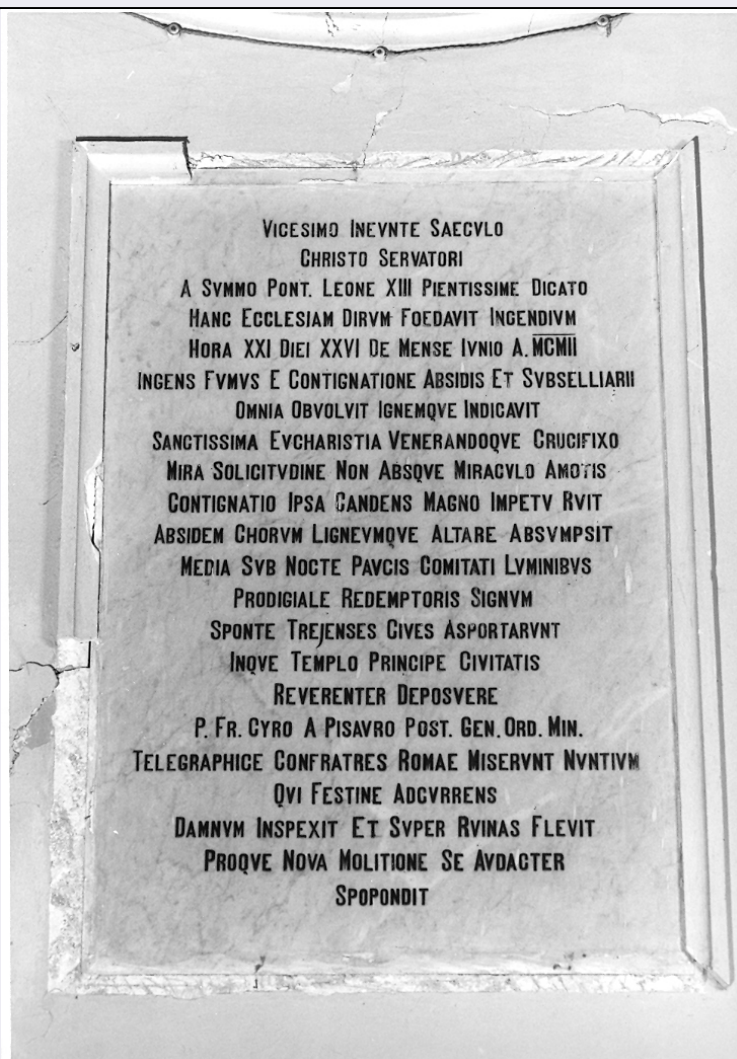 VICESIMO INEVNTE SAECVLO
CHRISTO SERVATORI
A SVMMO PONT. LEONE XIII PIENTISSIME DICATO
HANC ECCLESIAM DIRVM FOEDAVIT INCENDIVM
HORA XXI DIEI XXVI DE MENSE IVNIO A. MCMII
INGENS FVMVS E CONTIGNATIONE ABSIDIS ET SVBSELLIARII
OMNIA OBVOLVIT IGNEMQVE INDICAVIT
SANCTISSIMA EVCHARISTIA VENERANDOQVE CRUCIFIXO
MIRA SOLICITVDINE NON ABSQVE MIRACVLO AMOTIS
CONTIGNATIO IPSA CANDENS MAGNO IMPETV RVIT
ABSIDEM CHORVM LIGNEVMQVE ALTARE ABSVMPSIT
MEDIA SVB NOCTE PAVCIS COMITATI LVMINIBVS
PRODIGIALE REDEMPTORIS SIGNVM
SPONTE TREJENSES CIVES ASPORTARVNT
INQVE TEMPLO PRINCIPE CIVITATIS
REVERENTER DEPOSVERE
P. FR. CYRO A PISAVRO POST. GEN. ORD. MIN.
TELEGRAPHICE CONFRATRES ROMAE MISERVNT NVNTIVM
QVI FESTINE ADCVRRENS
DAMNVM INSPEXIT ET SVPER RVINAS FLEVIT
PROQVE NOVA MOLITIONE SE AVDACTER
SPOPONDIT